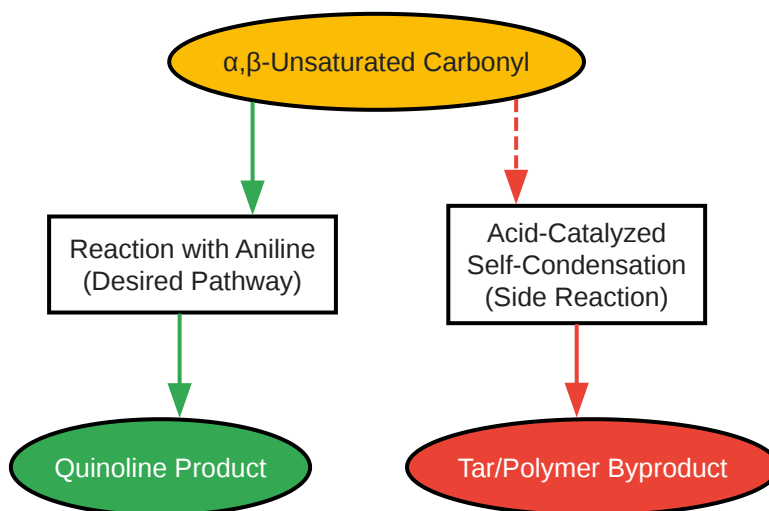 α,β-Unsaturated Carbonyl
Reaction with Aniline
(Desired Pathway)
Acid-Catalyzed
Self-Condensation
(Side Reaction)
Quinoline Product
Tar/Polymer Byproduct